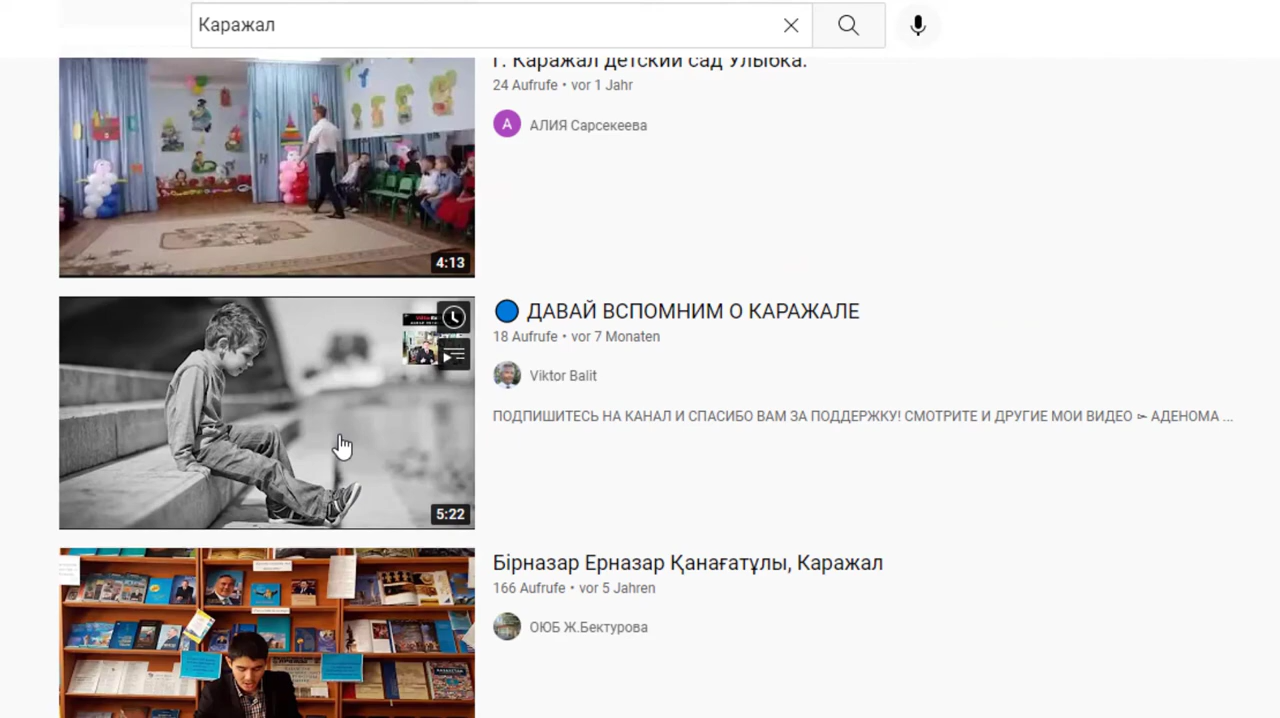 Каражал
г. Каражал детский сад Улыбка.
24 Aufrufe • vor 1 Jahr
А АЛИЯ Сарсекеева
4:13
🔵 ДАВАЙ ВСПОМНИМ О КАРАЖАЛЕ
18 Aufrufe • vor 7 Monaten
Viktor Balit
ПОДПИШИТЕСЬ НА КАНАЛ И СПАСИБО ВАМ ЗА ПОДДЕРЖКУ! СМОТРИТЕ И ДРУГИЕ МОИ ВИДЕО ➳ АДЕНОМА ...
5:22
Бірназар Ерназар Қанағатұлы, Каражал
166 Aufrufe • vor 5 Jahren
ОЮБ Ж.Бектурова